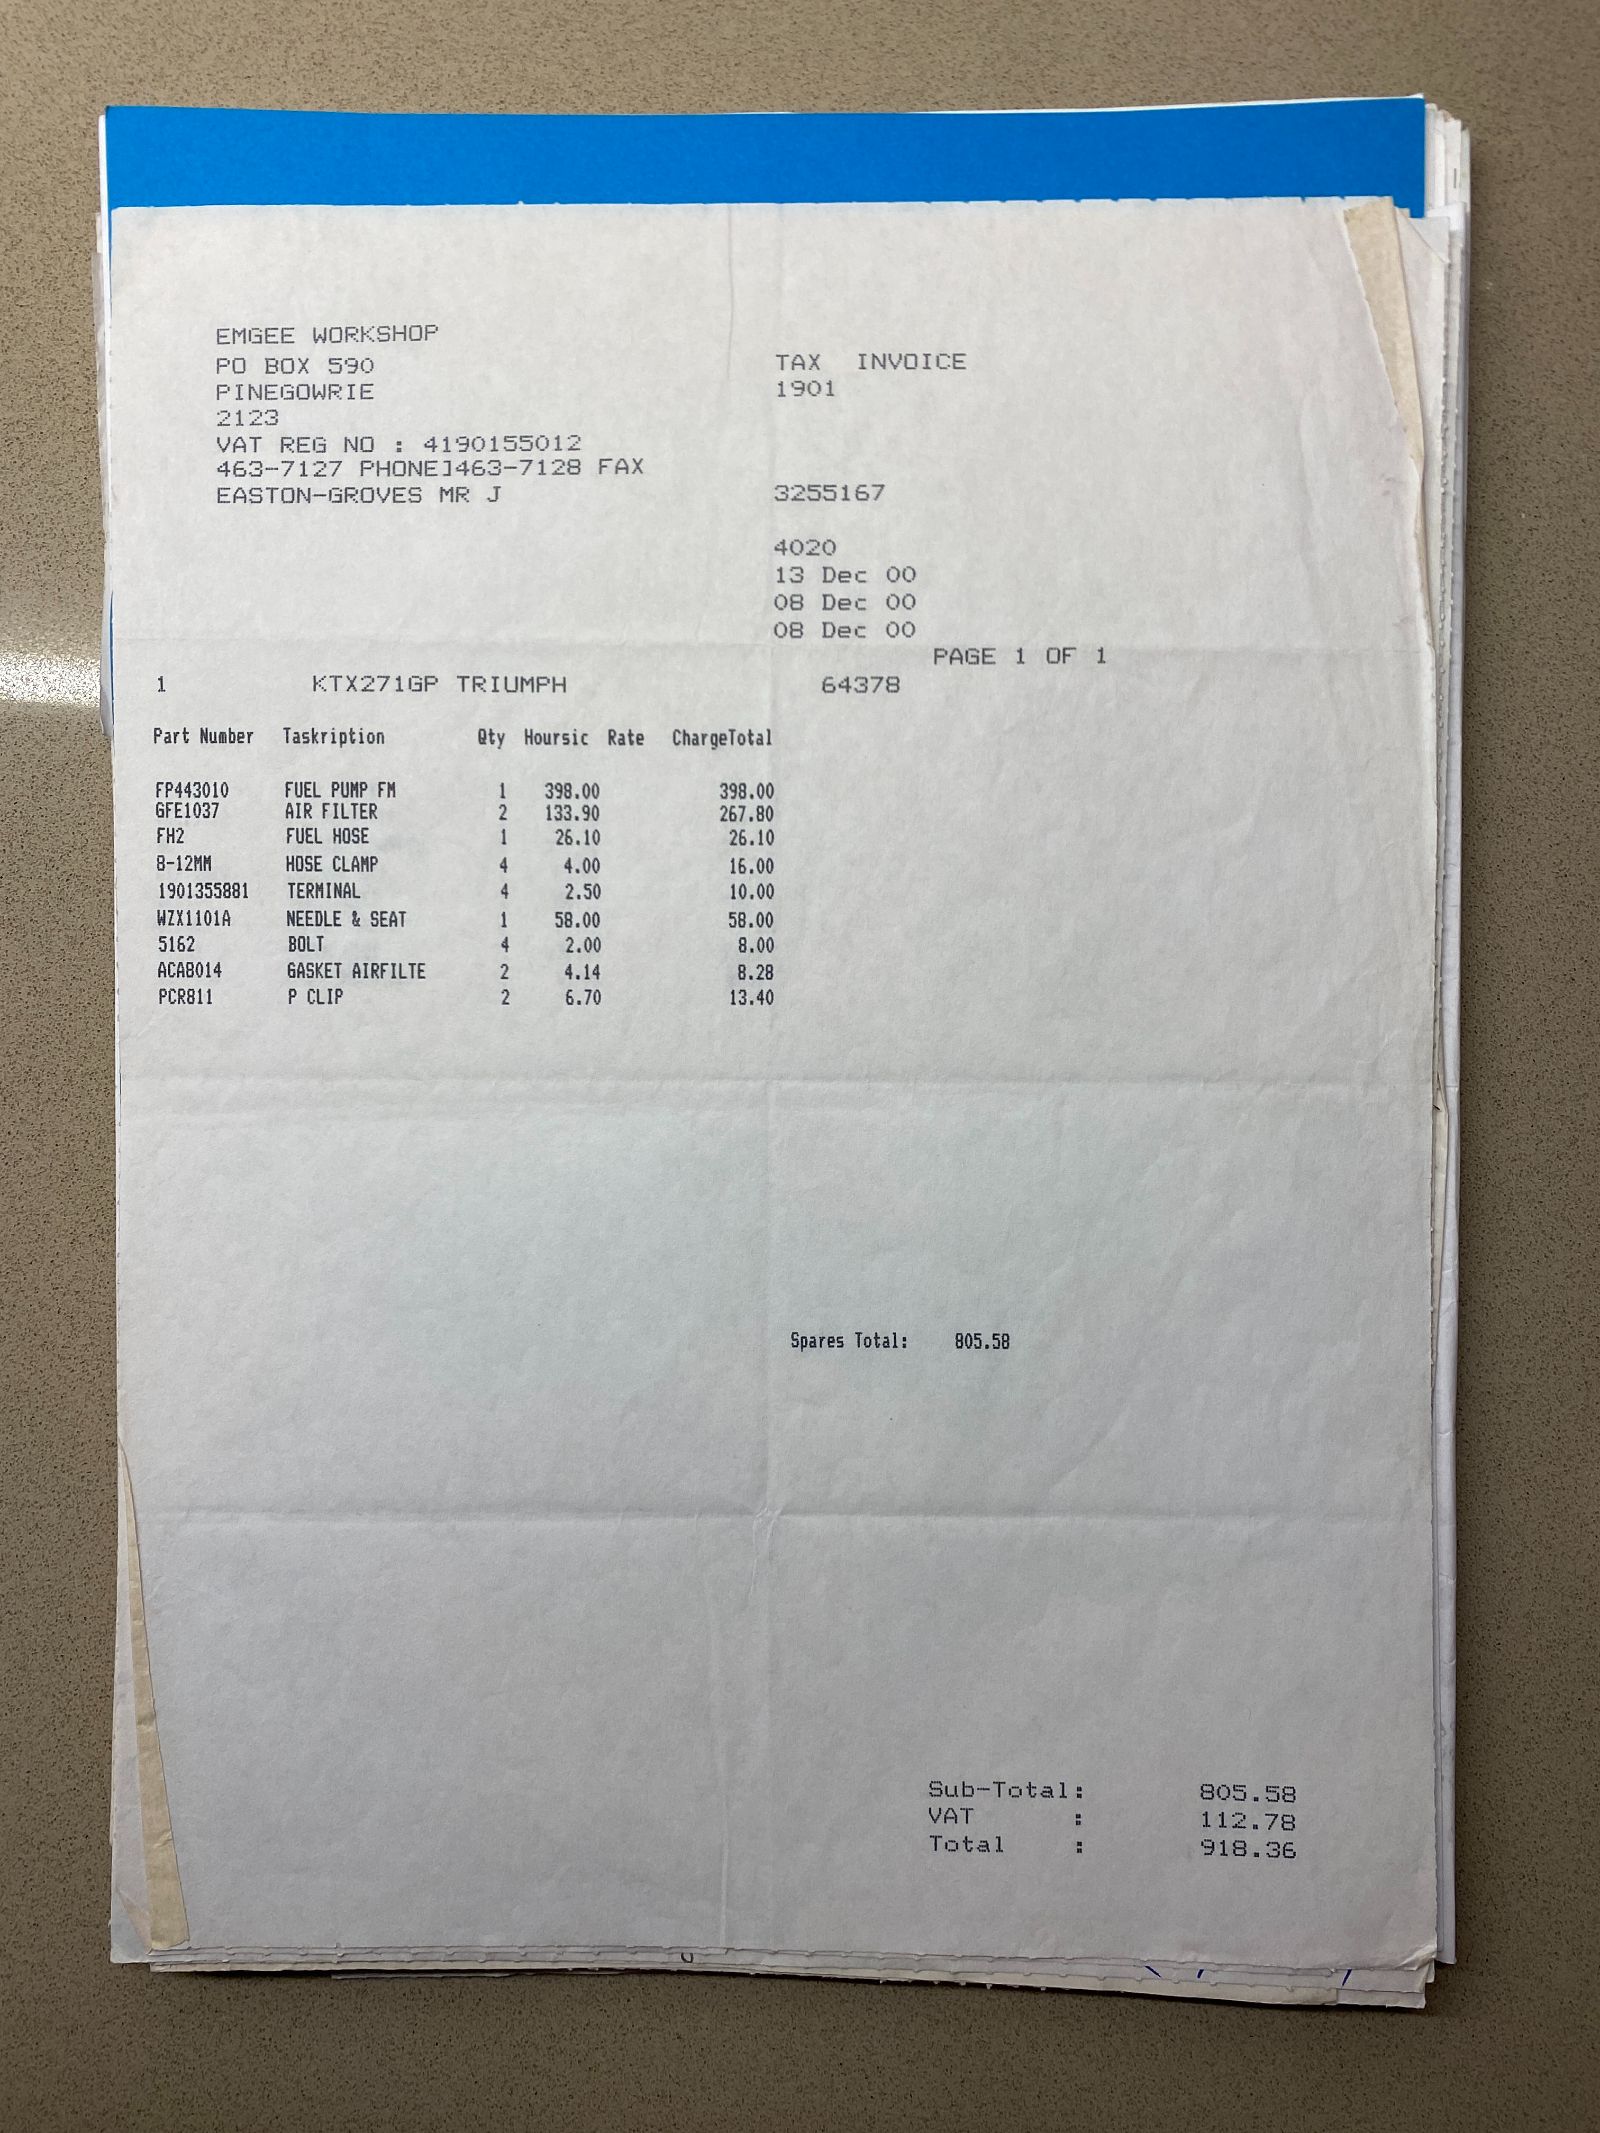 EMGEE WORKSHOP
PO BOX 590
TAX INVOICE
PINEGOWRIE
1901
2123
VAT REG NO : 4190155012
463-7127 PHONE]463-7128 FAX
EASTON-GROVES MR J 3255167
4020
13 Dec 00
08 Dec 00
08 Dec 00
PAGE 1 OF 1
1 KTX271GP TRIUMPH 64378
Part Number Taskription Qty Hoursic Rate ChargeTotal
FP443010 FUEL PUMP FM 1 398.00 398.00
GFE1037 AIR FILTER 2 133.90 267.80
FH2 FUEL HOSE 1 26.10 26.10
8-12MM HOSE CLAMP 4 4.00 16.00
1901355881 TERMINAL 4 2.50 10.00
WZX1101A NEEDLE & SEAT 1 58.00 58.00
5162 BOLT 4 2.00 8.00
ACA8014 GASKET AIRFILTE 2 4.14 8.28
PCR811 P CLIP 2 6.70 13.40
Spares Total: 805.58
Sub-Total: 805.58
VAT : 112.78
Total : 918.36